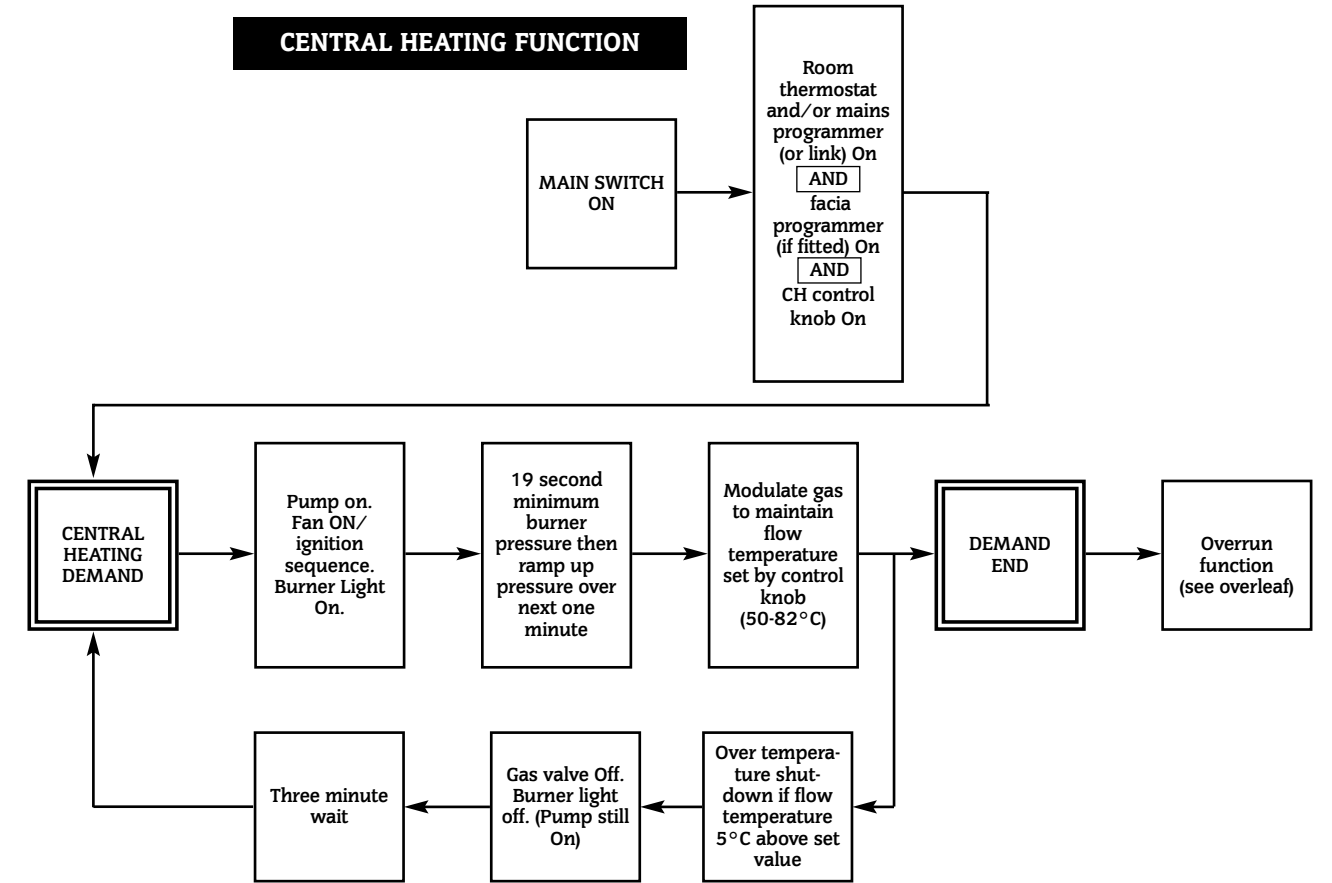 CENTRAL HEATING FUNCTION
MAIN SWITCH
ON
Room
thermostat
and/or mains
programmer
(or link) On
AND
facia
programmer
(if fitted) On
AND
CH control
knob On
CENTRAL
HEATING
DEMAND
Pump on.
Fan ON/
ignition
sequence.
Burner Light
On.
19 second
minimum
burner
pressure then
ramp up
pressure over
next one
minute
Modulate gas
to maintain
flow
temperature
set by control
knob
(50-82°C)
DEMAND
END
Overrun
function
(see overleaf)
Three minute
wait
Gas valve Off.
Burner light
off. (Pump still
On)
Over tempera-
ture shut-
down if flow
temperature
5°C above set
value